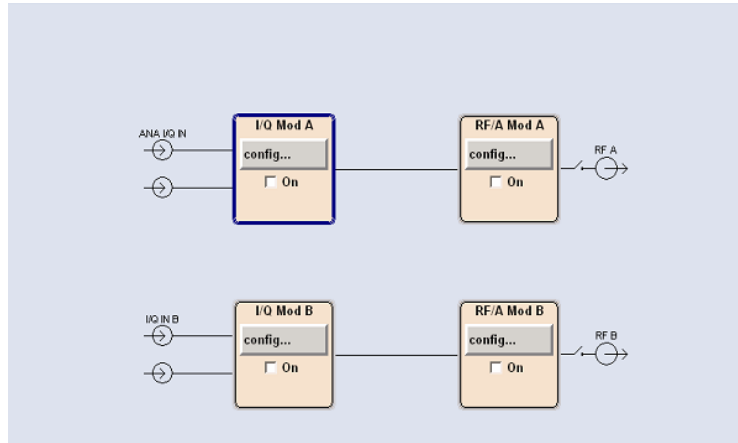 I/Q Mod A
RF/A Mod A
ANA I/Q IN
config...
config...
RF A
On
On
I/Q Mod B
RF/A Mod B
I/Q IN B
config...
config...
RF B
On
On